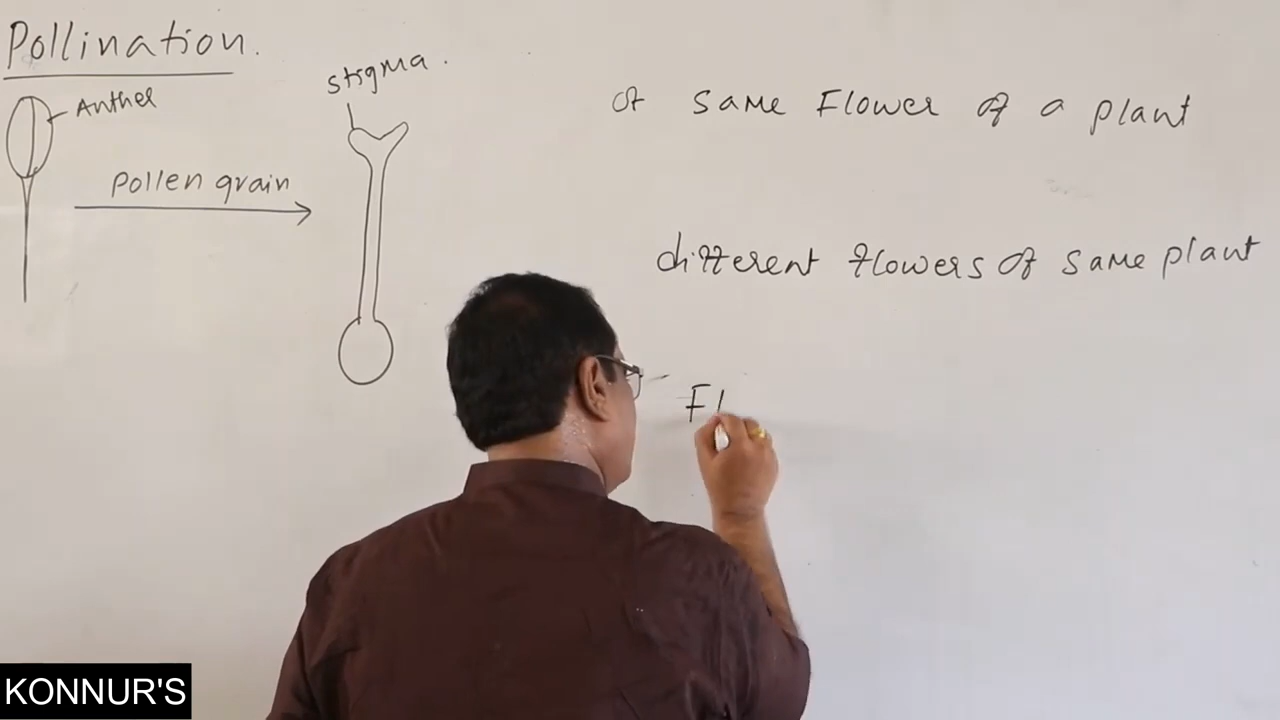 Pollination.
Anther
Pollen grain
Stigma.
of same Flower of a plant
different flowers of same plant
Fl
KONNUR'S